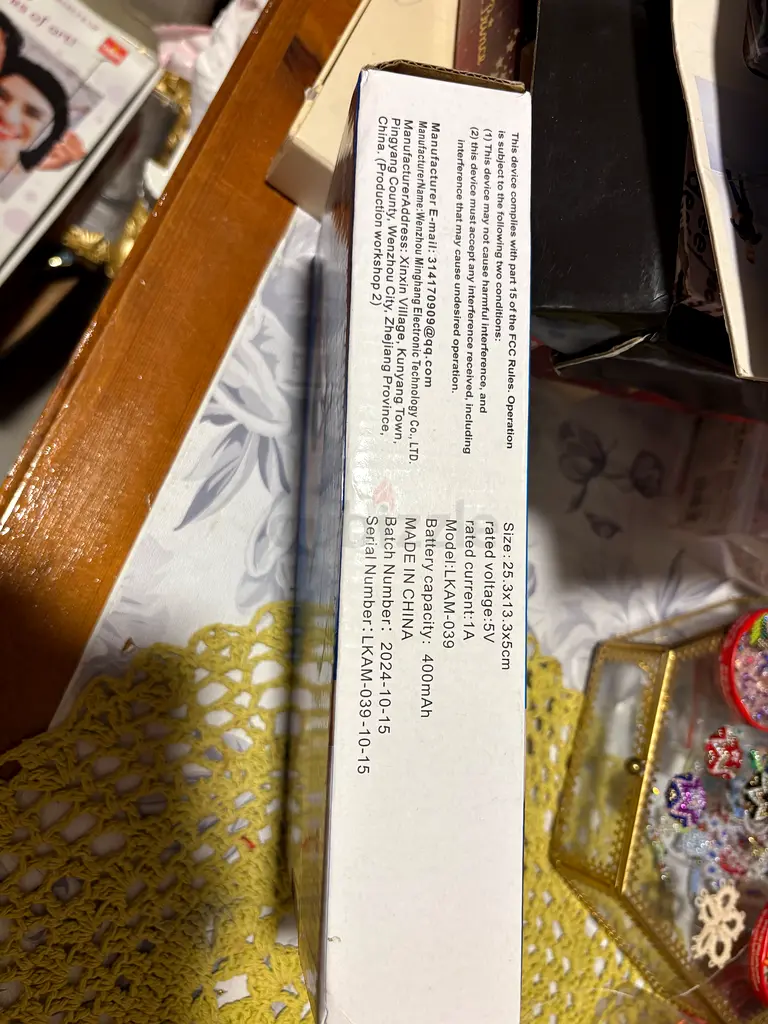 This device complies with part 15 of the FCC Rules. Operation
is subject to the following two conditions:
(1) This device may not cause harmful interference, and
(2) this device must accept any interference received, including
interference that may cause undesired operation.
Manufacturer E-mail: 314170909@qq.com
ManufacturerName:Wenzhou Minghang Electronic Technology Co., LTD.
ManufacturerAddress: Xinxin Village, Kunyang Town,
Pingyang County, Wenzhou City, Zhejiang Province,
China. (Production workshop 2)
Size: 25.3x13.3x5cm
rated voltage:5V
rated current:1A
Model:LKAM-039
Battery capacity: 400mAh
MADE IN CHINA
Batch Number: 2024-10-15
Serial Number: LKAM-039-10-15
of art!
Prince